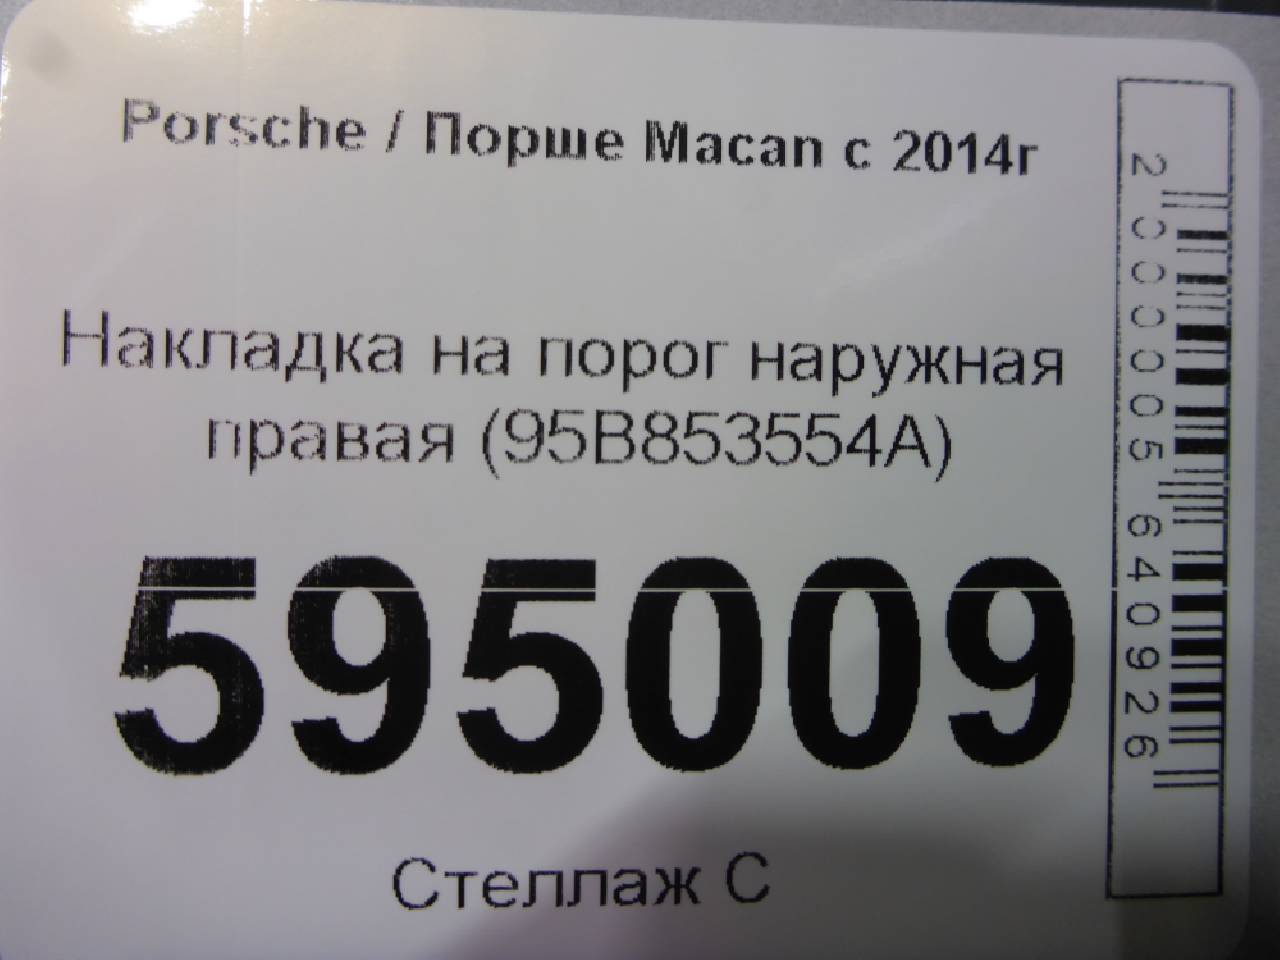 Porsche / Порше Macan с 2014г
Накладка на порог наружная
правая (95B853554A)
595009
Стеллаж С
2000005640926